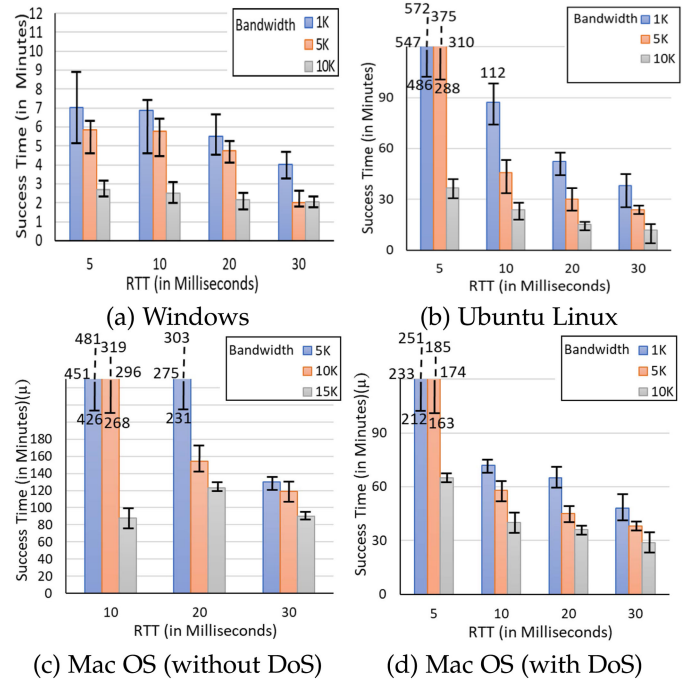 Success Time (in Minutes)
12
11
10
9
8
7
6
5
4
3
2
1
0
Bandwidth
1K
5K
10K
5
10
20
30
RTT (in Milliseconds)
(a) Windows
Success Time (in Minutes)
90
60
30
0
572
375
547
310
486
288
112
Bandwidth
1K
5K
10K
5
10
20
30
RTT (in Milliseconds)
(b) Ubuntu Linux
Success Time (in Minutes)(μ)
180
160
140
120
100
80
60
40
20
0
481
319
451
296
426
268
303
275
231
Bandwidth
5K
10K
15K
10
20
30
RTT (in Milliseconds)
(c) Mac OS (without DoS)
Success Time (in Minutes)(μ)
90
60
30
0
251
185
233
174
212
163
Bandwidth
1K
5K
10K
5
10
20
30
RTT (in Milliseconds)
(d) Mac OS (with DoS)